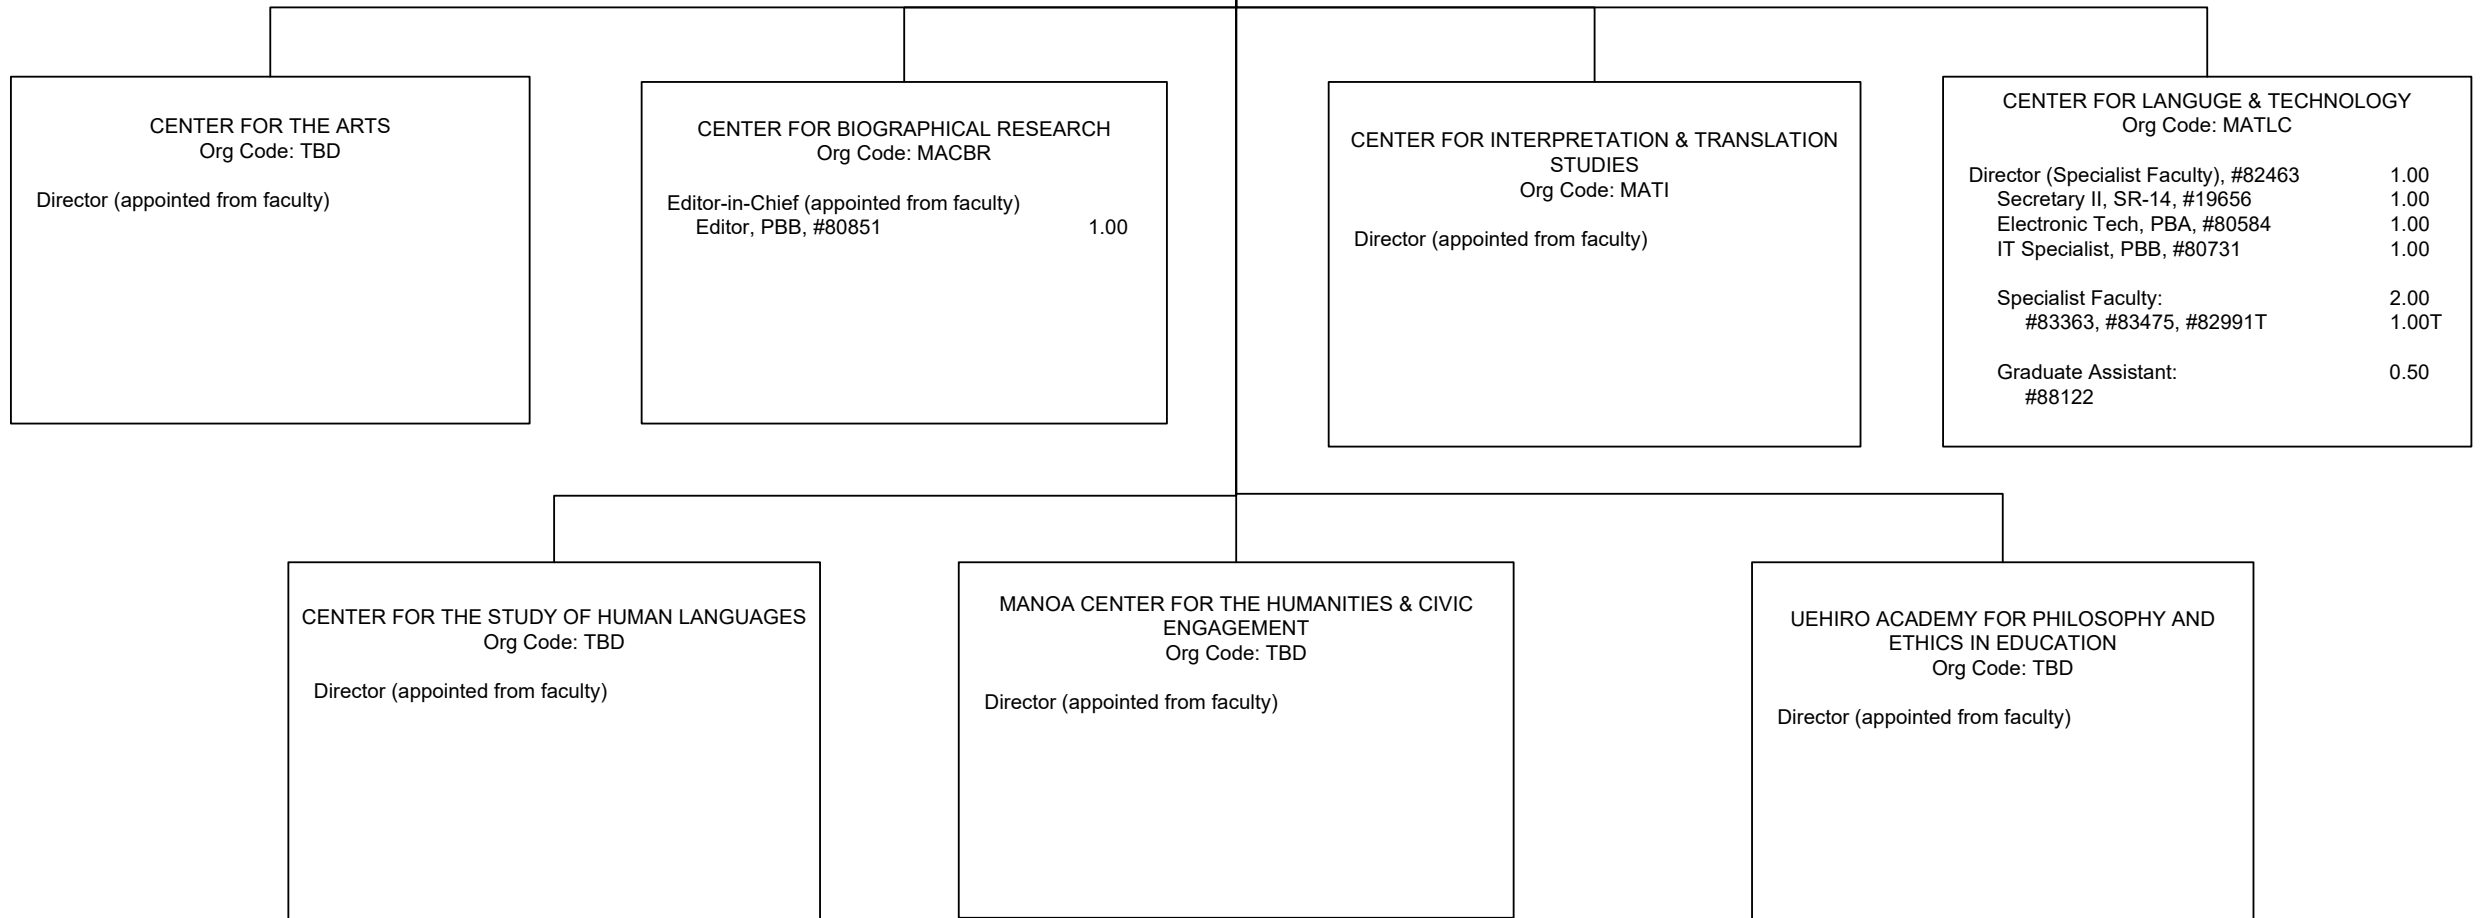 CENTER FOR THE ARTS
Org Code: TBD
Director (appointed from faculty)
CENTER FOR BIOGRAPHICAL RESEARCH
Org Code: MACBR
Editor-in-Chief (appointed from faculty)
Editor, PBB, #80851 1.00
CENTER FOR INTERPRETATION & TRANSLATION
STUDIES
Org Code: MATI
Director (appointed from faculty)
CENTER FOR LANGUGE & TECHNOLOGY
Org Code: MATLC
Director (Specialist Faculty), #82463 1.00
Secretary II, SR-14, #19656 1.00
Electronic Tech, PBA, #80584 1.00
IT Specialist, PBB, #80731 1.00
Specialist Faculty: 2.00
#83363, #83475, #82991T 1.00T
Graduate Assistant: 0.50
#88122
CENTER FOR THE STUDY OF HUMAN LANGUAGES
Org Code: TBD
Director (appointed from faculty)
MANOA CENTER FOR THE HUMANITIES & CIVIC
ENGAGEMENT
Org Code: TBD
Director (appointed from faculty)
UEHIRO ACADEMY FOR PHILOSOPHY AND
ETHICS IN EDUCATION
Org Code: TBD
Director (appointed from faculty)